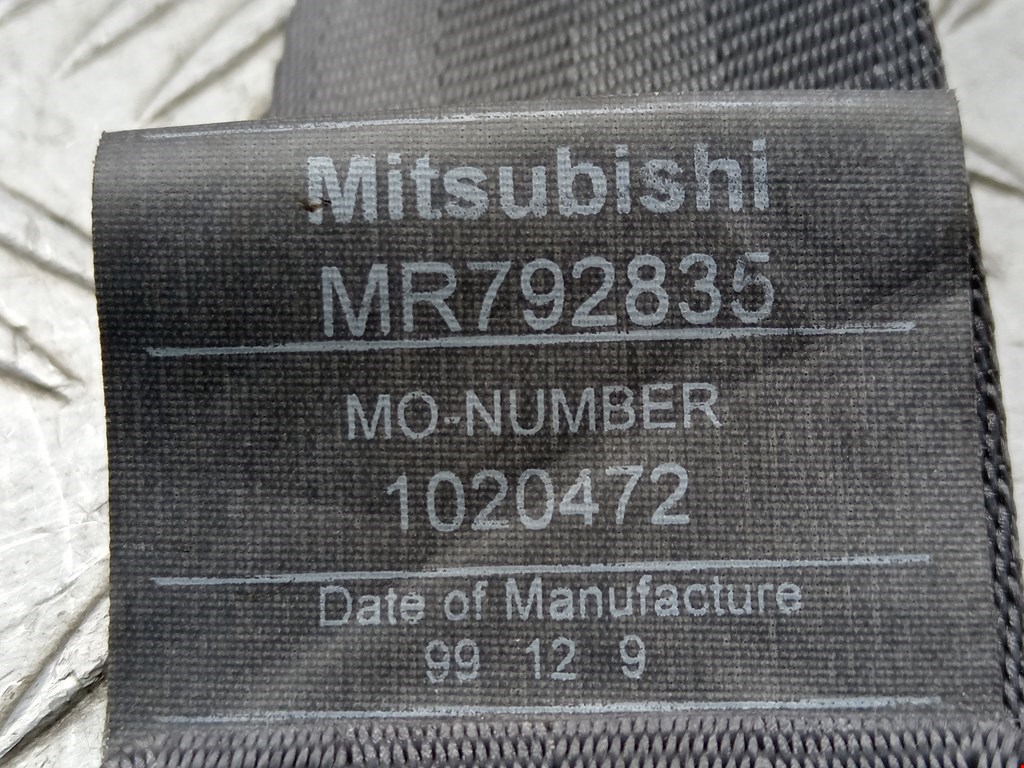 Mitsubishi
MR792835
MO-NUMBER
1020472
Date of Manufacture
99 12 9